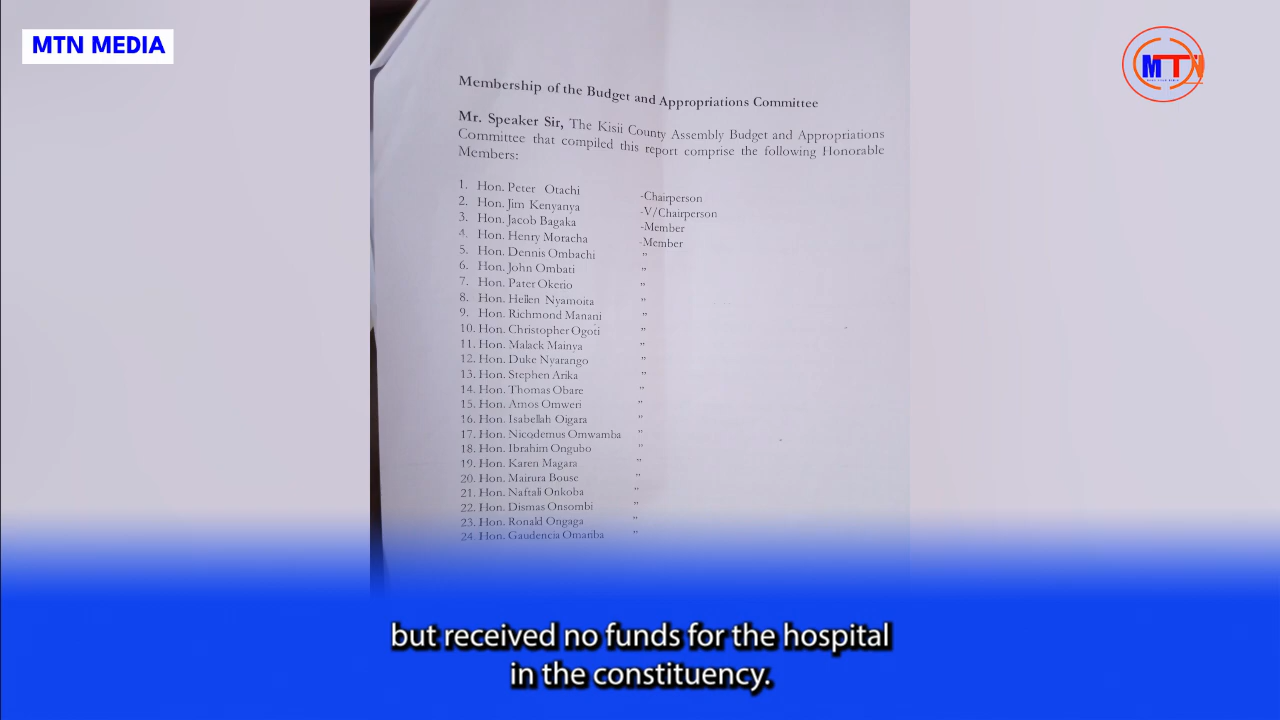 MTN MEDIA
MTN
Membership of the Budget and Appropriations Committee
Mr. Speaker Sir, The Kisii County Assembly Budget and Appropriations
Committee that compiled this report comprise the following Honorable
Members:
1. Hon. Peter Otachi -Chairperson
2. Hon. Jim Kenyanya -V/Chairperson
3. Hon. Jacob Bagaka -Member
4. Hon. Henry Moracha -Member
5. Hon. Dennis Ombachi "
6. Hon. John Ombati "
7. Hon. Pater Okerio "
8. Hon. Hellen Nyamoita "
9. Hon. Richmond Manani "
10. Hon. Christopher Ogoti "
11. Hon. Malack Mainya "
12. Hon. Duke Nyarango "
13. Hon. Stephen Arika "
14. Hon. Thomas Obare "
15. Hon. Amos Omweri "
16. Hon. Isabellah Oigara "
17. Hon. Nicodemus Omwamba "
18. Hon. Ibrahim Ongubo "
19. Hon. Karen Magara "
20. Hon. Mairura Bouse "
21. Hon. Naftali Onkoba "
22. Hon. Dismas Onsombi "
23. Hon. Ronald Ongaga "
24. Hon. Gaudencia Omariba "
but received no funds for the hospital
in the constituency.